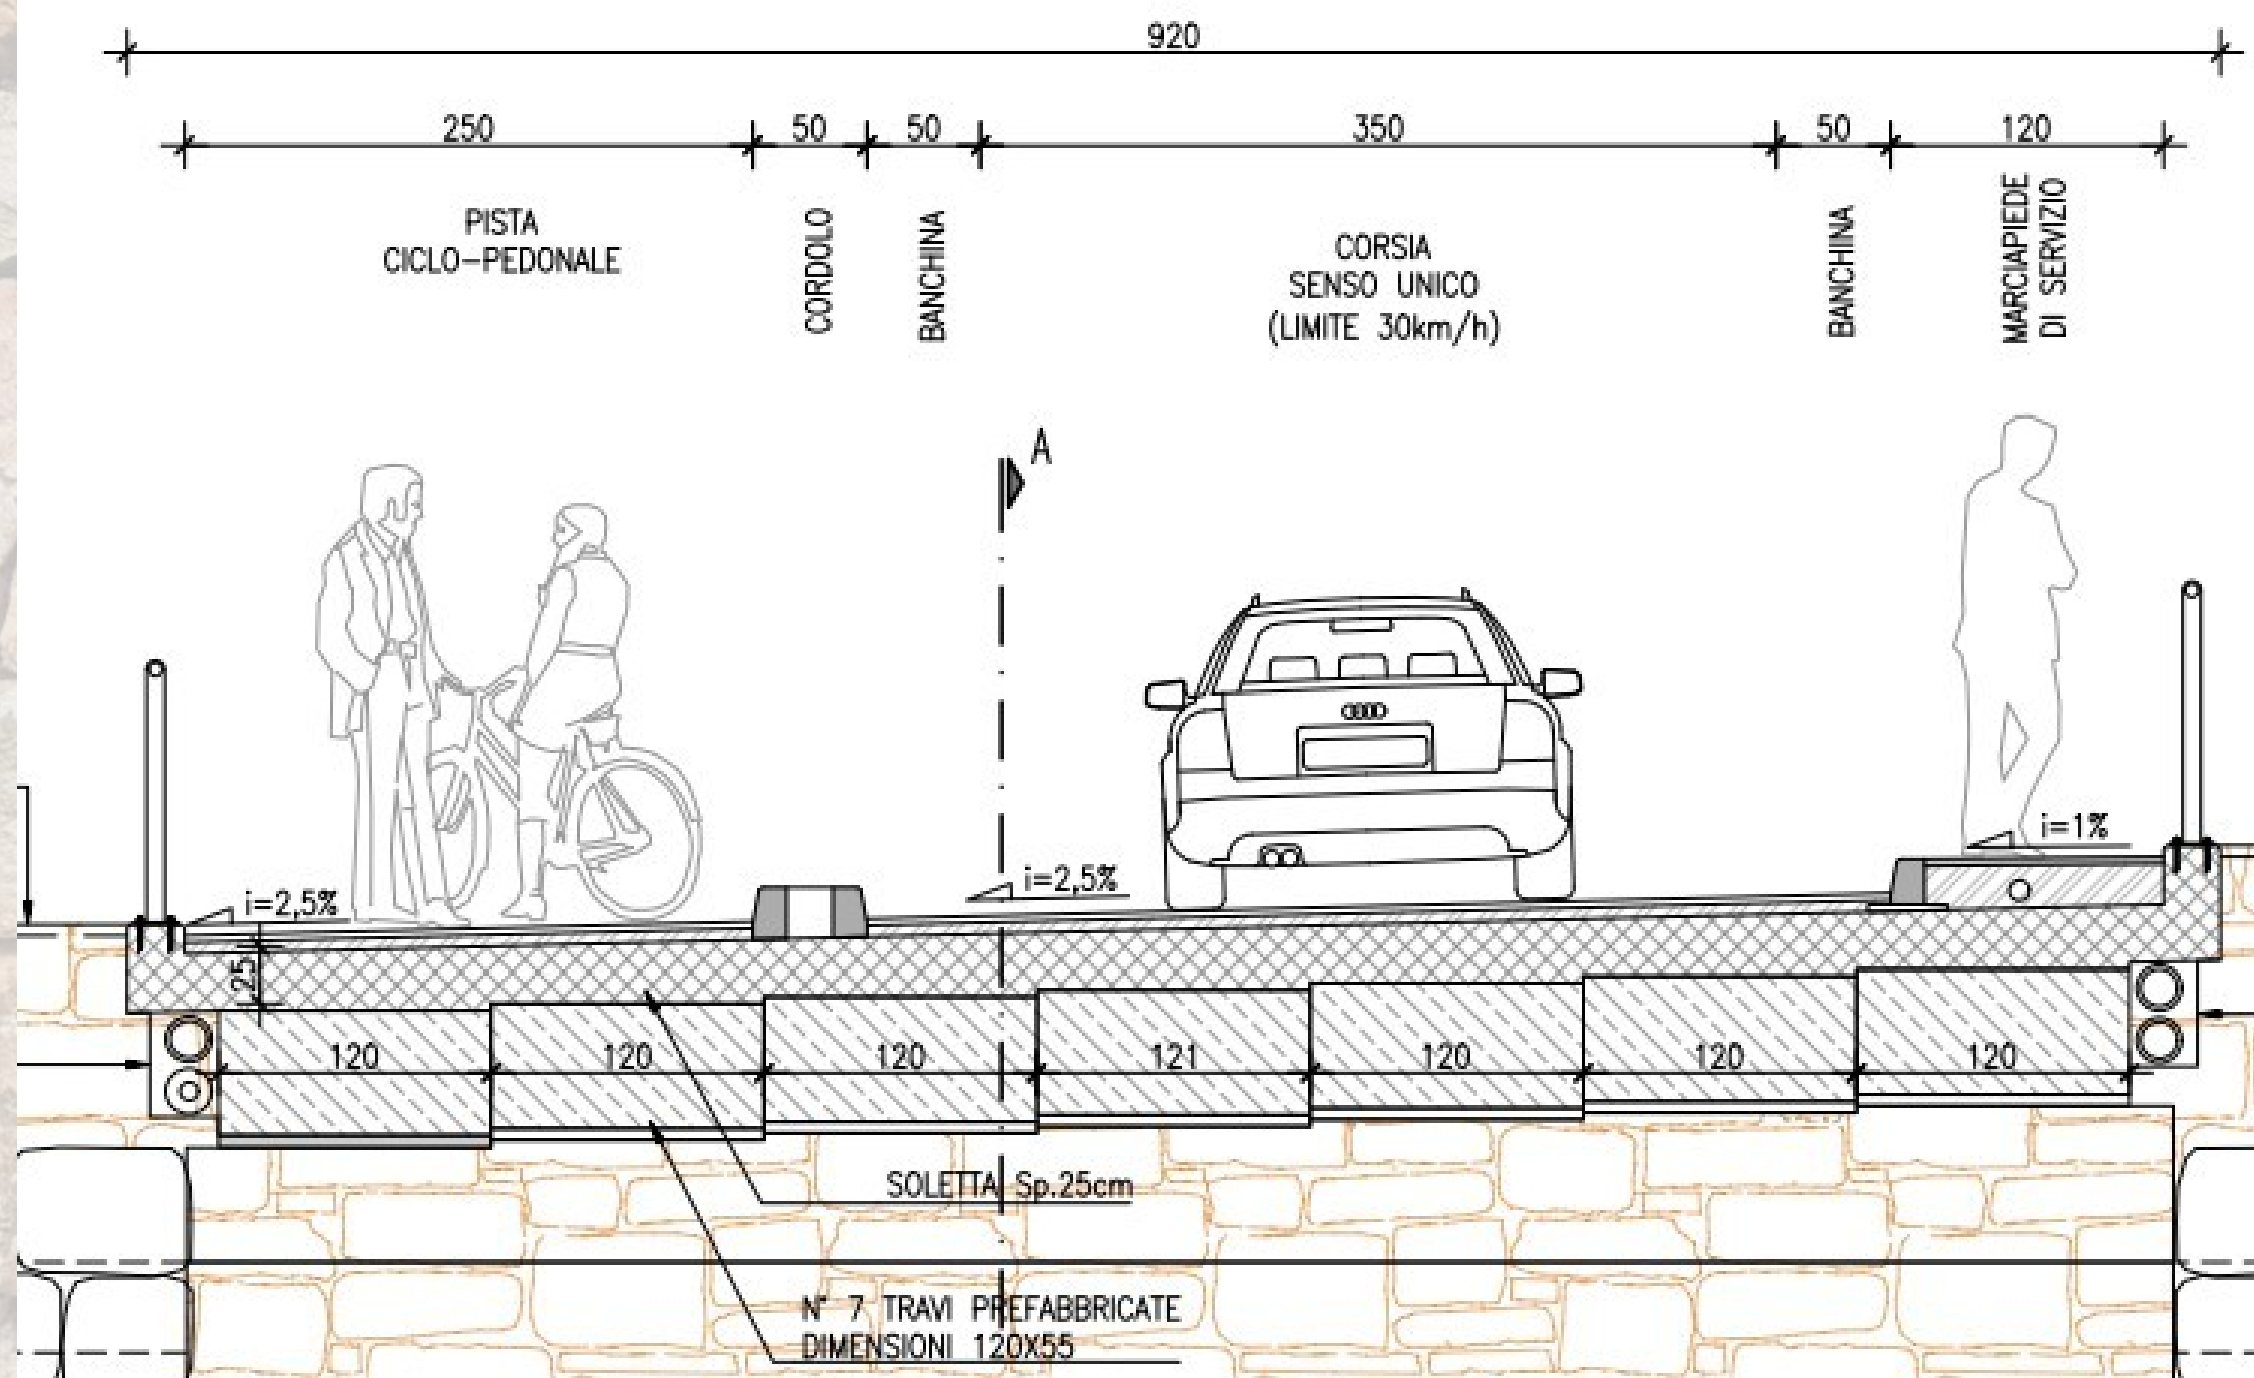 920
250
50
50
350
50
120
PISTA
CICLO-PEDONALE
CORDOLO
BANCHINA
CORSIA
SENSO UNICO
(LIMITE 30km/h)
BANCHINA
MARCIAPIEDE
DI SERVIZIO
A
i=2,5%
i=2,5%
i=1%
25
120
120
120
121
120
120
120
SOLETTA Sp.25cm
N° 7 TRAVI PREFABBRICATE
DIMENSIONI 120X55